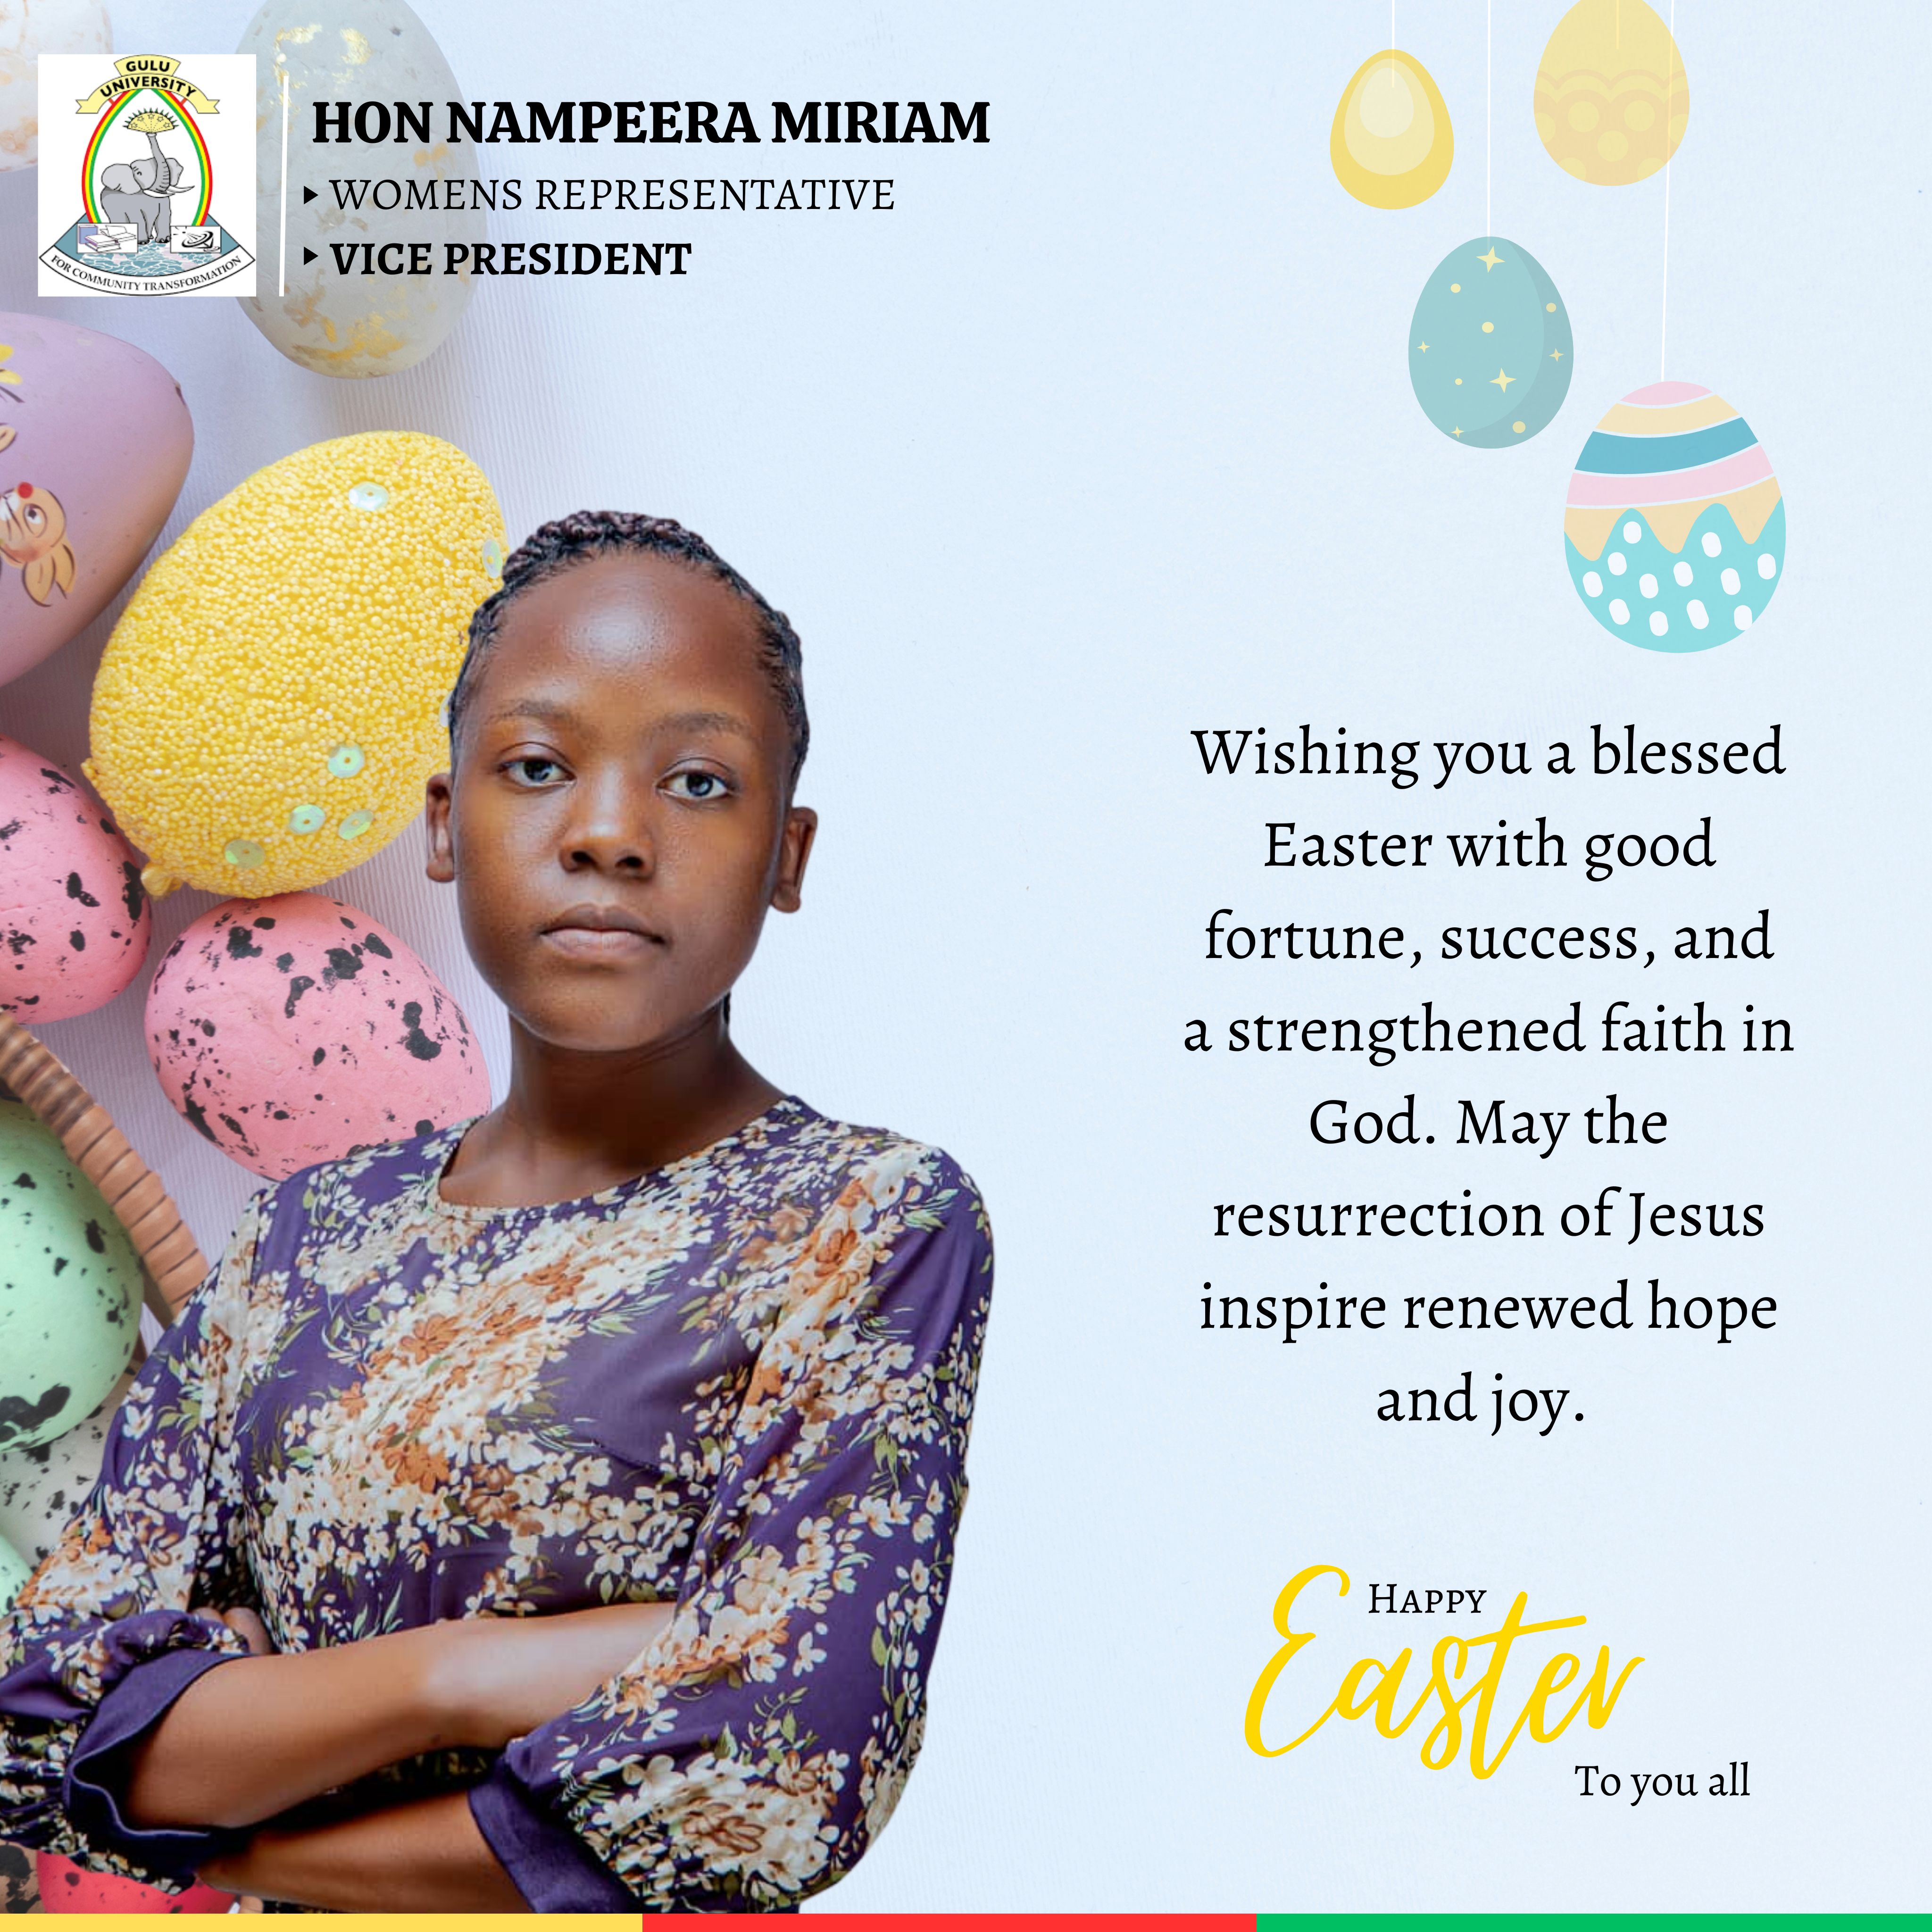 GULU
UNIVERSITY
FOR COMMUNITY TRANSFORMATION
HON NAMPEERA MIRIAM
WOMENS REPRESENTATIVE
VICE PRESIDENT
Wishing you a blessed
Easter with good
fortune, success, and
a strengthened faith in
God. May the
resurrection of Jesus
inspire renewed hope
and joy.
HAPPY
Easter
To you all